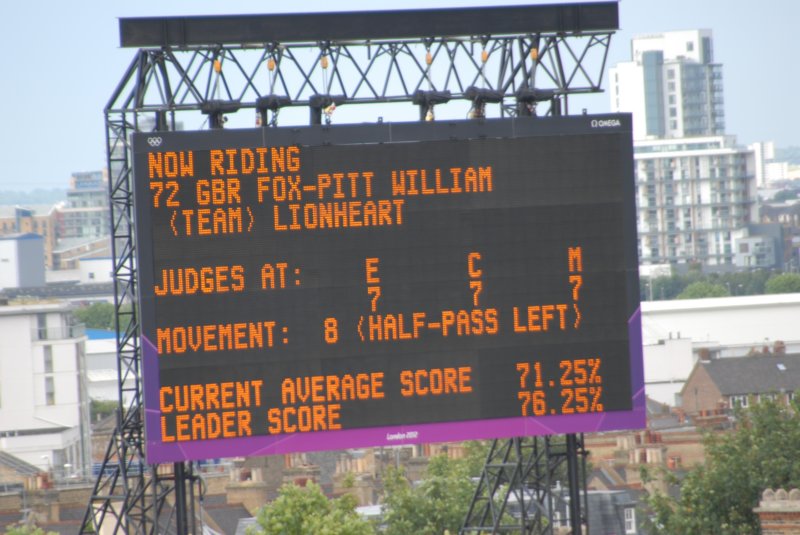 Ω OMEGA
NOW RIDING
72 GBR FOX-PITT WILLIAM
(TEAM) LIONHEART
JUDGES AT: E C M
7 7 7
MOVEMENT: 8 (HALF-PASS LEFT)
CURRENT AVERAGE SCORE 71.25%
LEADER SCORE 76.25%
London 2012